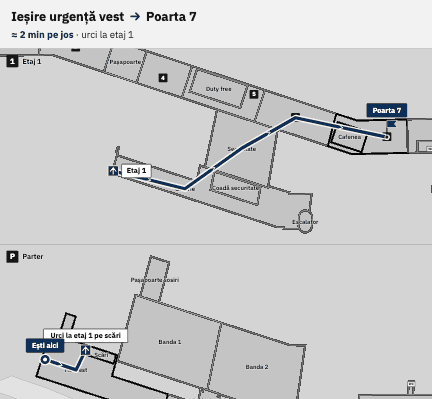 Ieșire urgență vest → Poarta 7
≈ 2 min pe jos · urci la etaj 1
1 Etaj 1
Pașapoarte
4
Duty free
5
Poarta 7
Cafenea
Etaj 1
Coadă securitate
Escalator
P Parter
Pașapoarte sosiri
Urci la etaj 1 pe scări
Ești aici
Scări
Banda 1
Banda 2